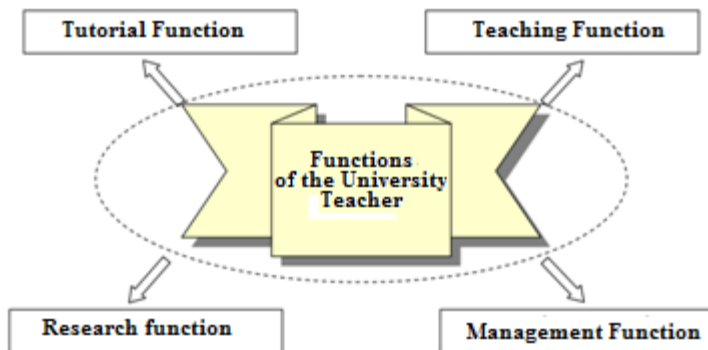 Tutorial Function
Teaching Function
Functions
of the University
Teacher
Research function
Management Function